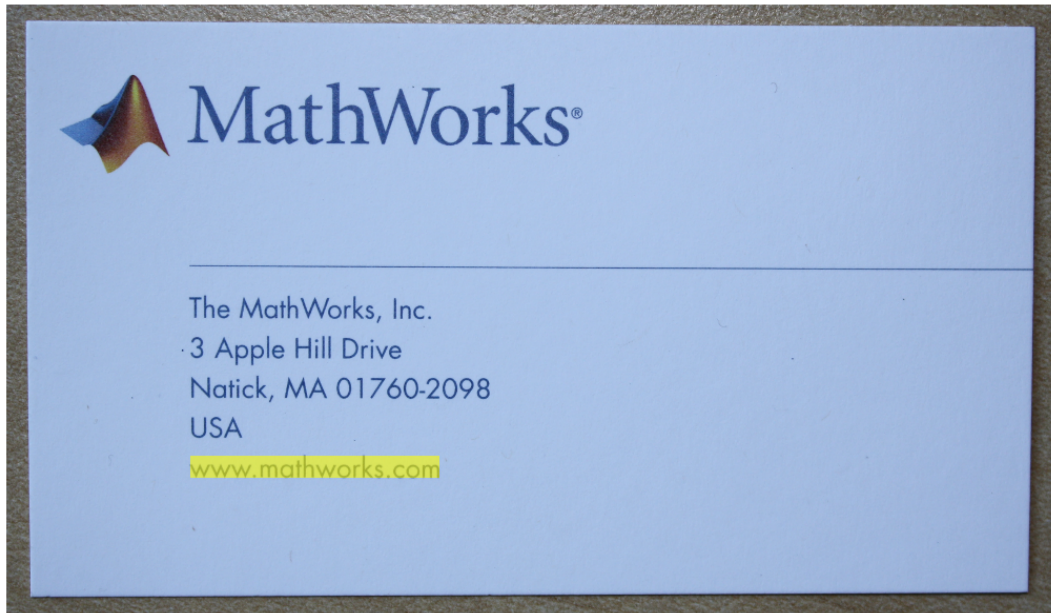 MathWorks®
The MathWorks, Inc.
3 Apple Hill Drive
Natick, MA 01760-2098
USA
www.mathworks.com